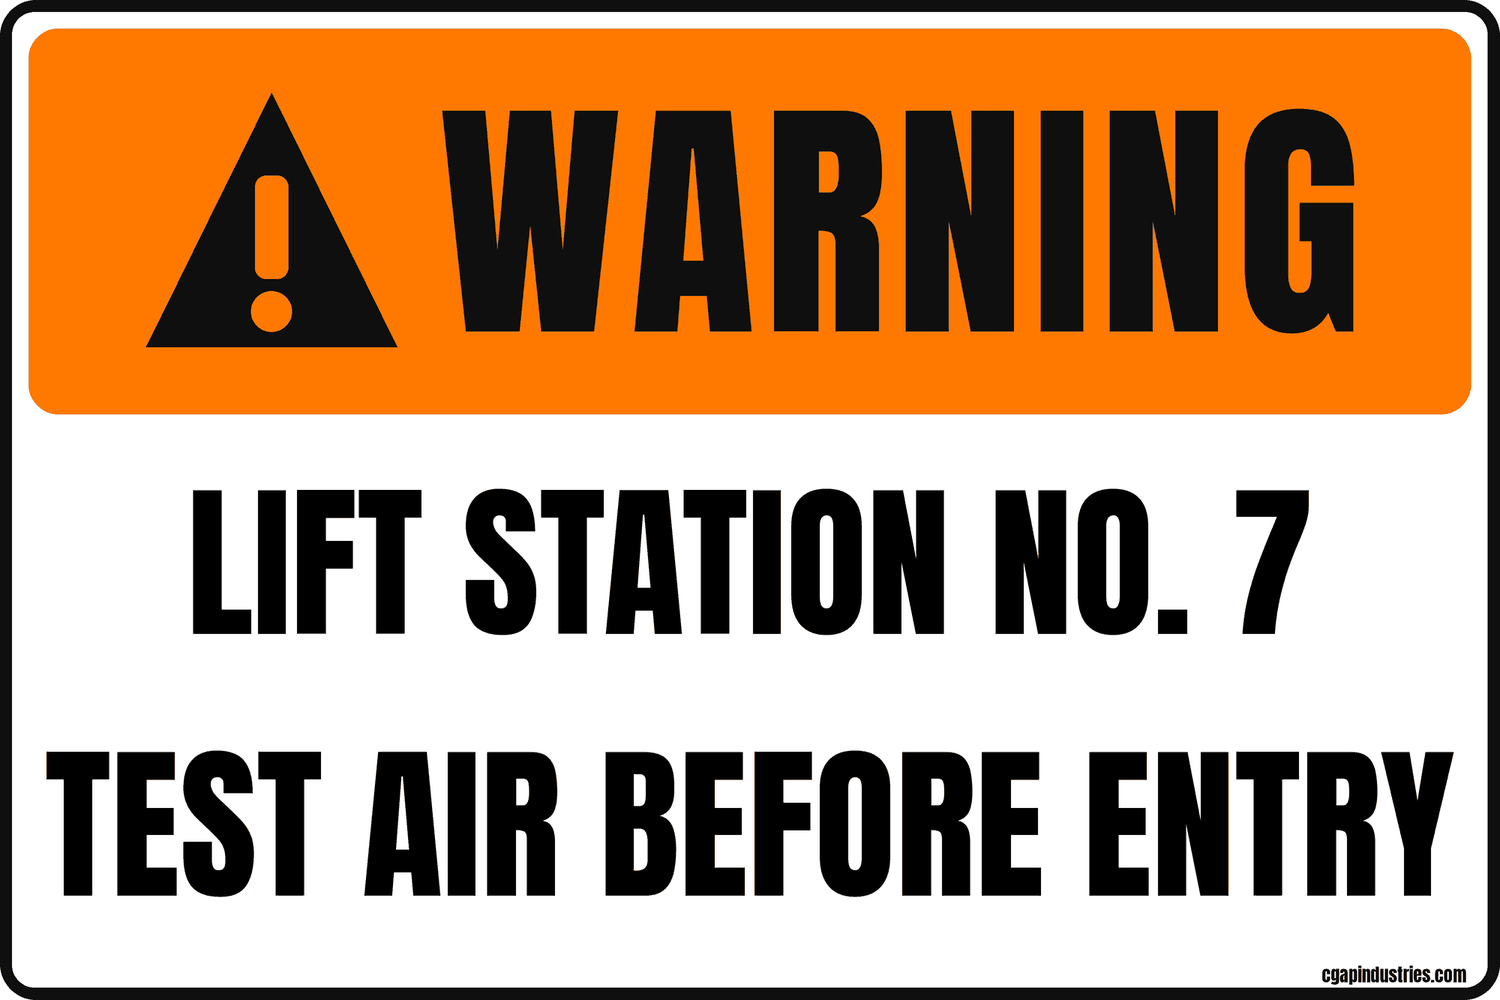 WARNING
LIFT STATION NO. 7
TEST AIR BEFORE ENTRY
cgapindustries.com